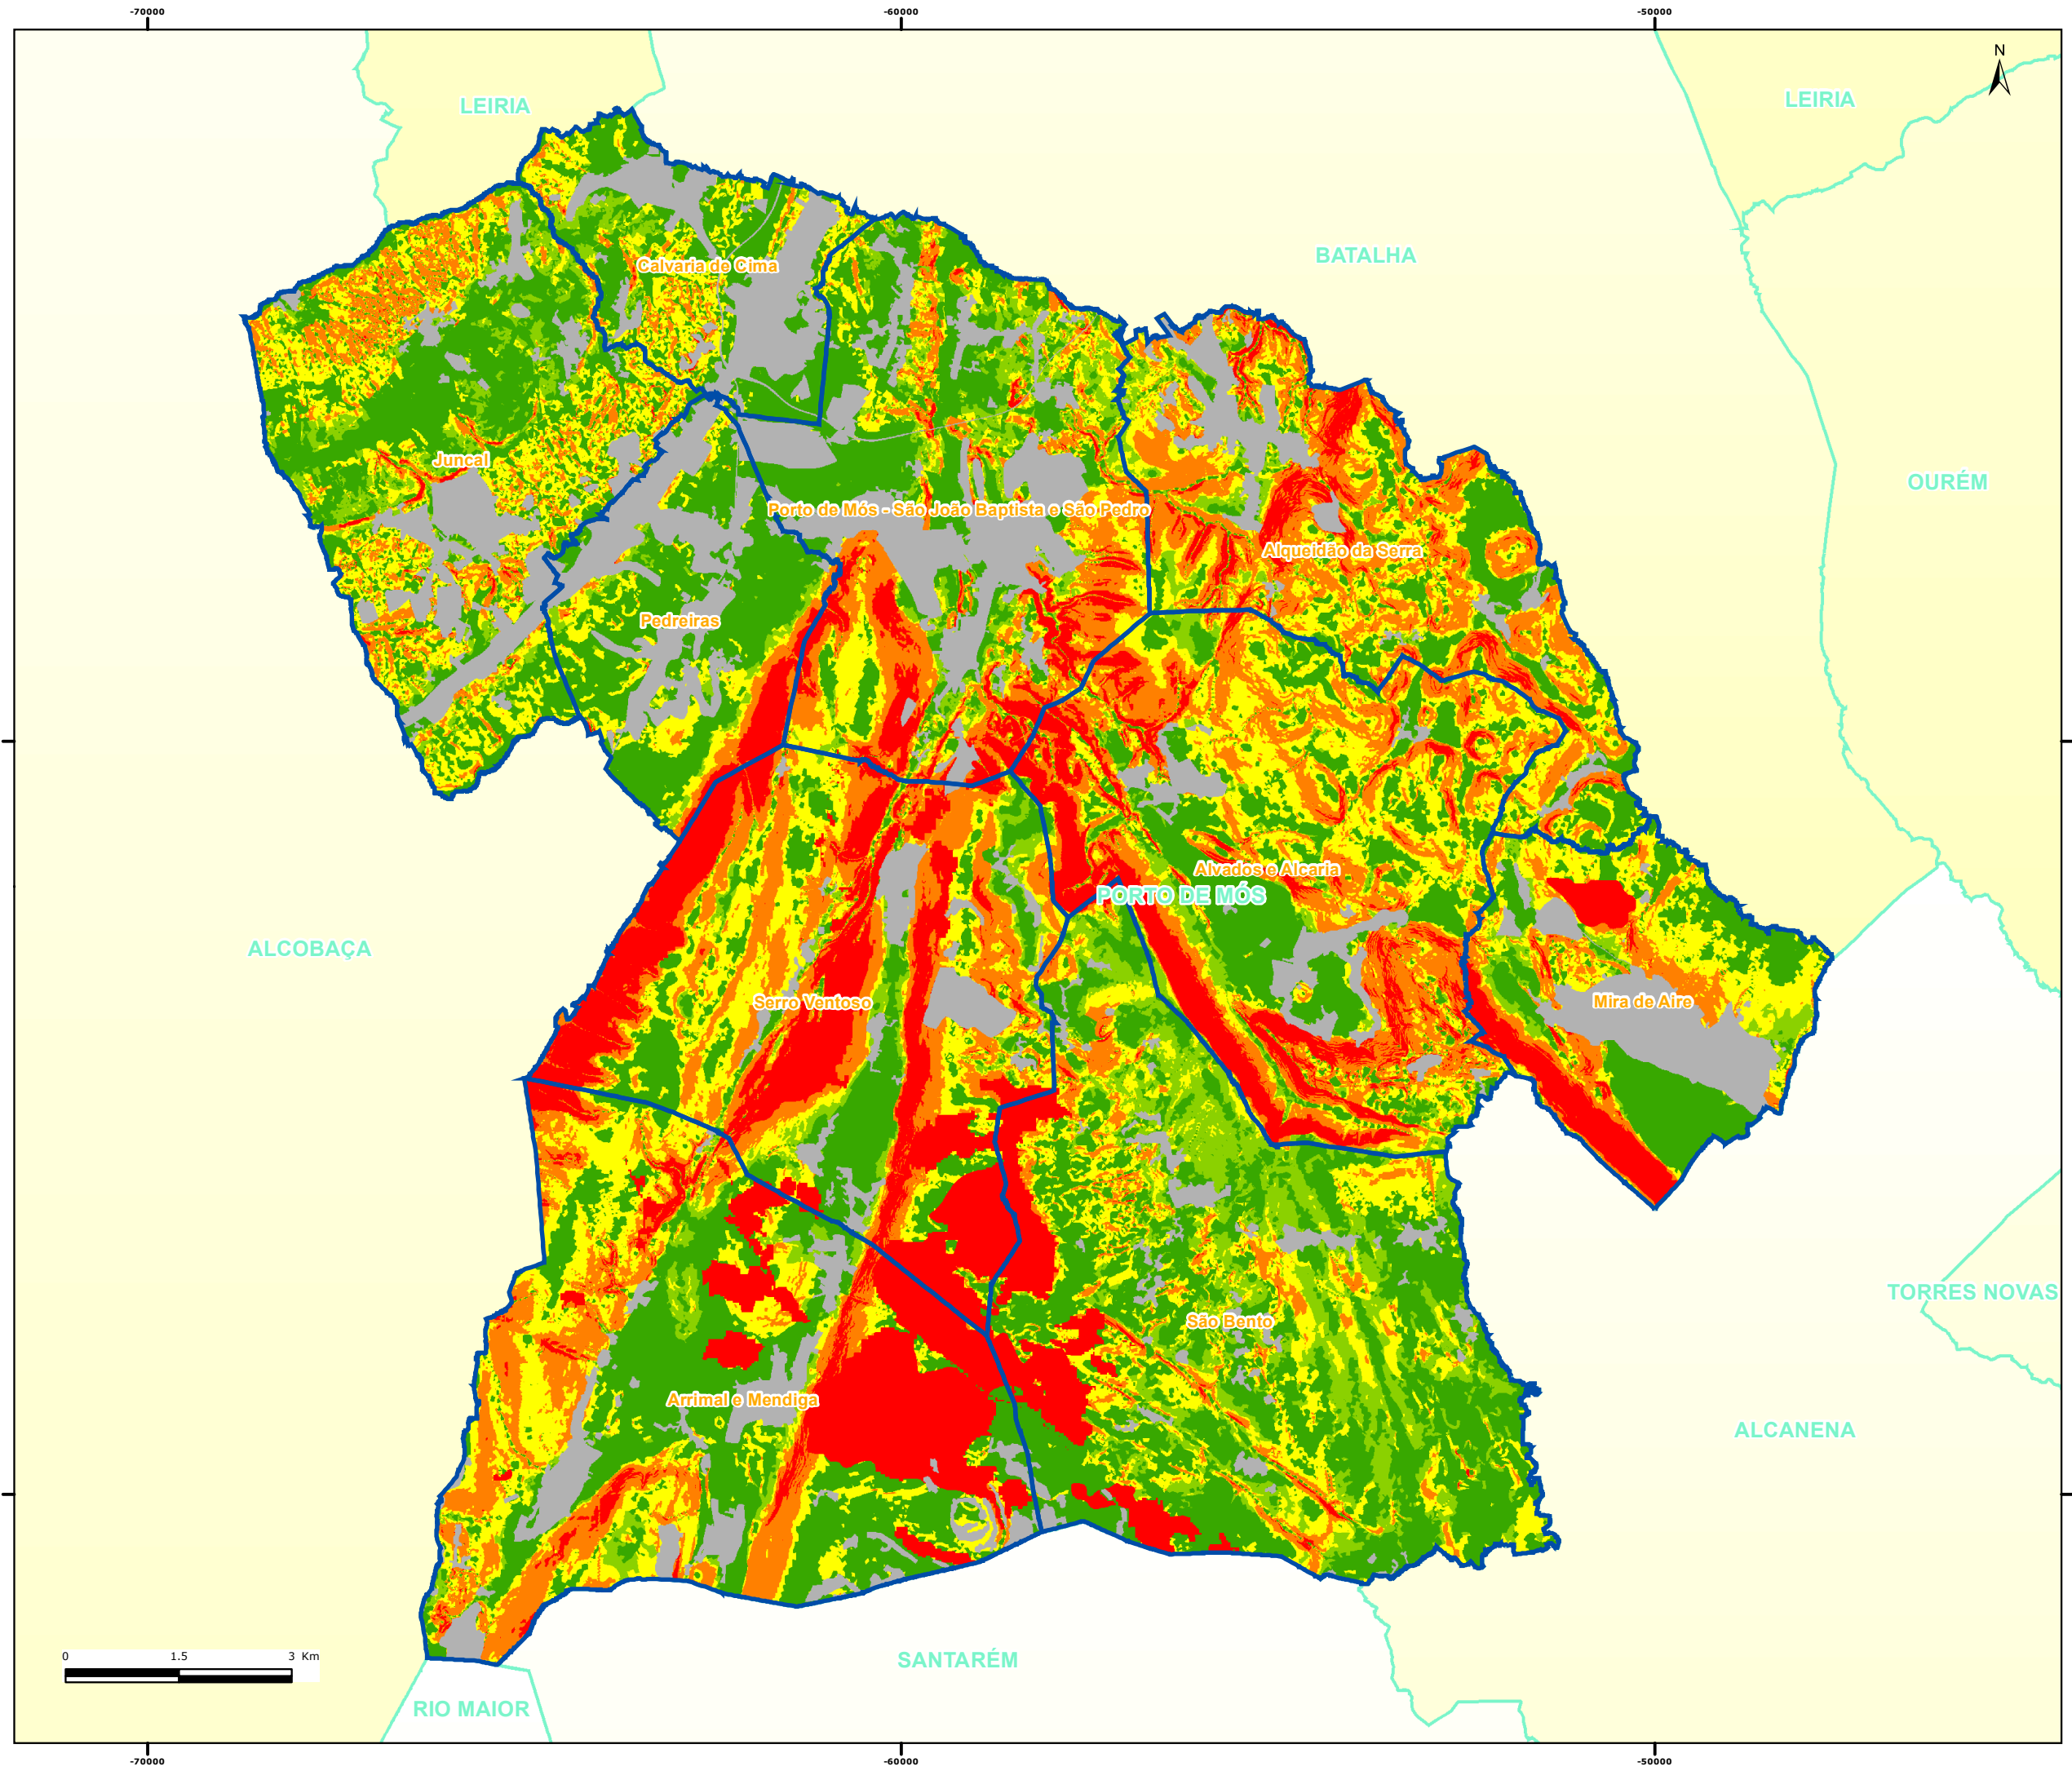 -70000
-60000
-50000
N
LEIRIA
LEIRIA
BATALHA
Calvaria de Cima
Juncal
OURÉM
Porto de Mós - São João Baptista e São Pedro
Alqueidão da Serra
Pedreiras
Alvados e Alcaria
PORTO DE MÓS
ALCOBAÇA
Serro Ventoso
Mira de Aire
TORRES NOVAS
São Bento
Arrimal e Mendiga
ALCANENA
0 1.5 3 Km
SANTARÉM
RIO MAIOR
-70000
-60000
-50000